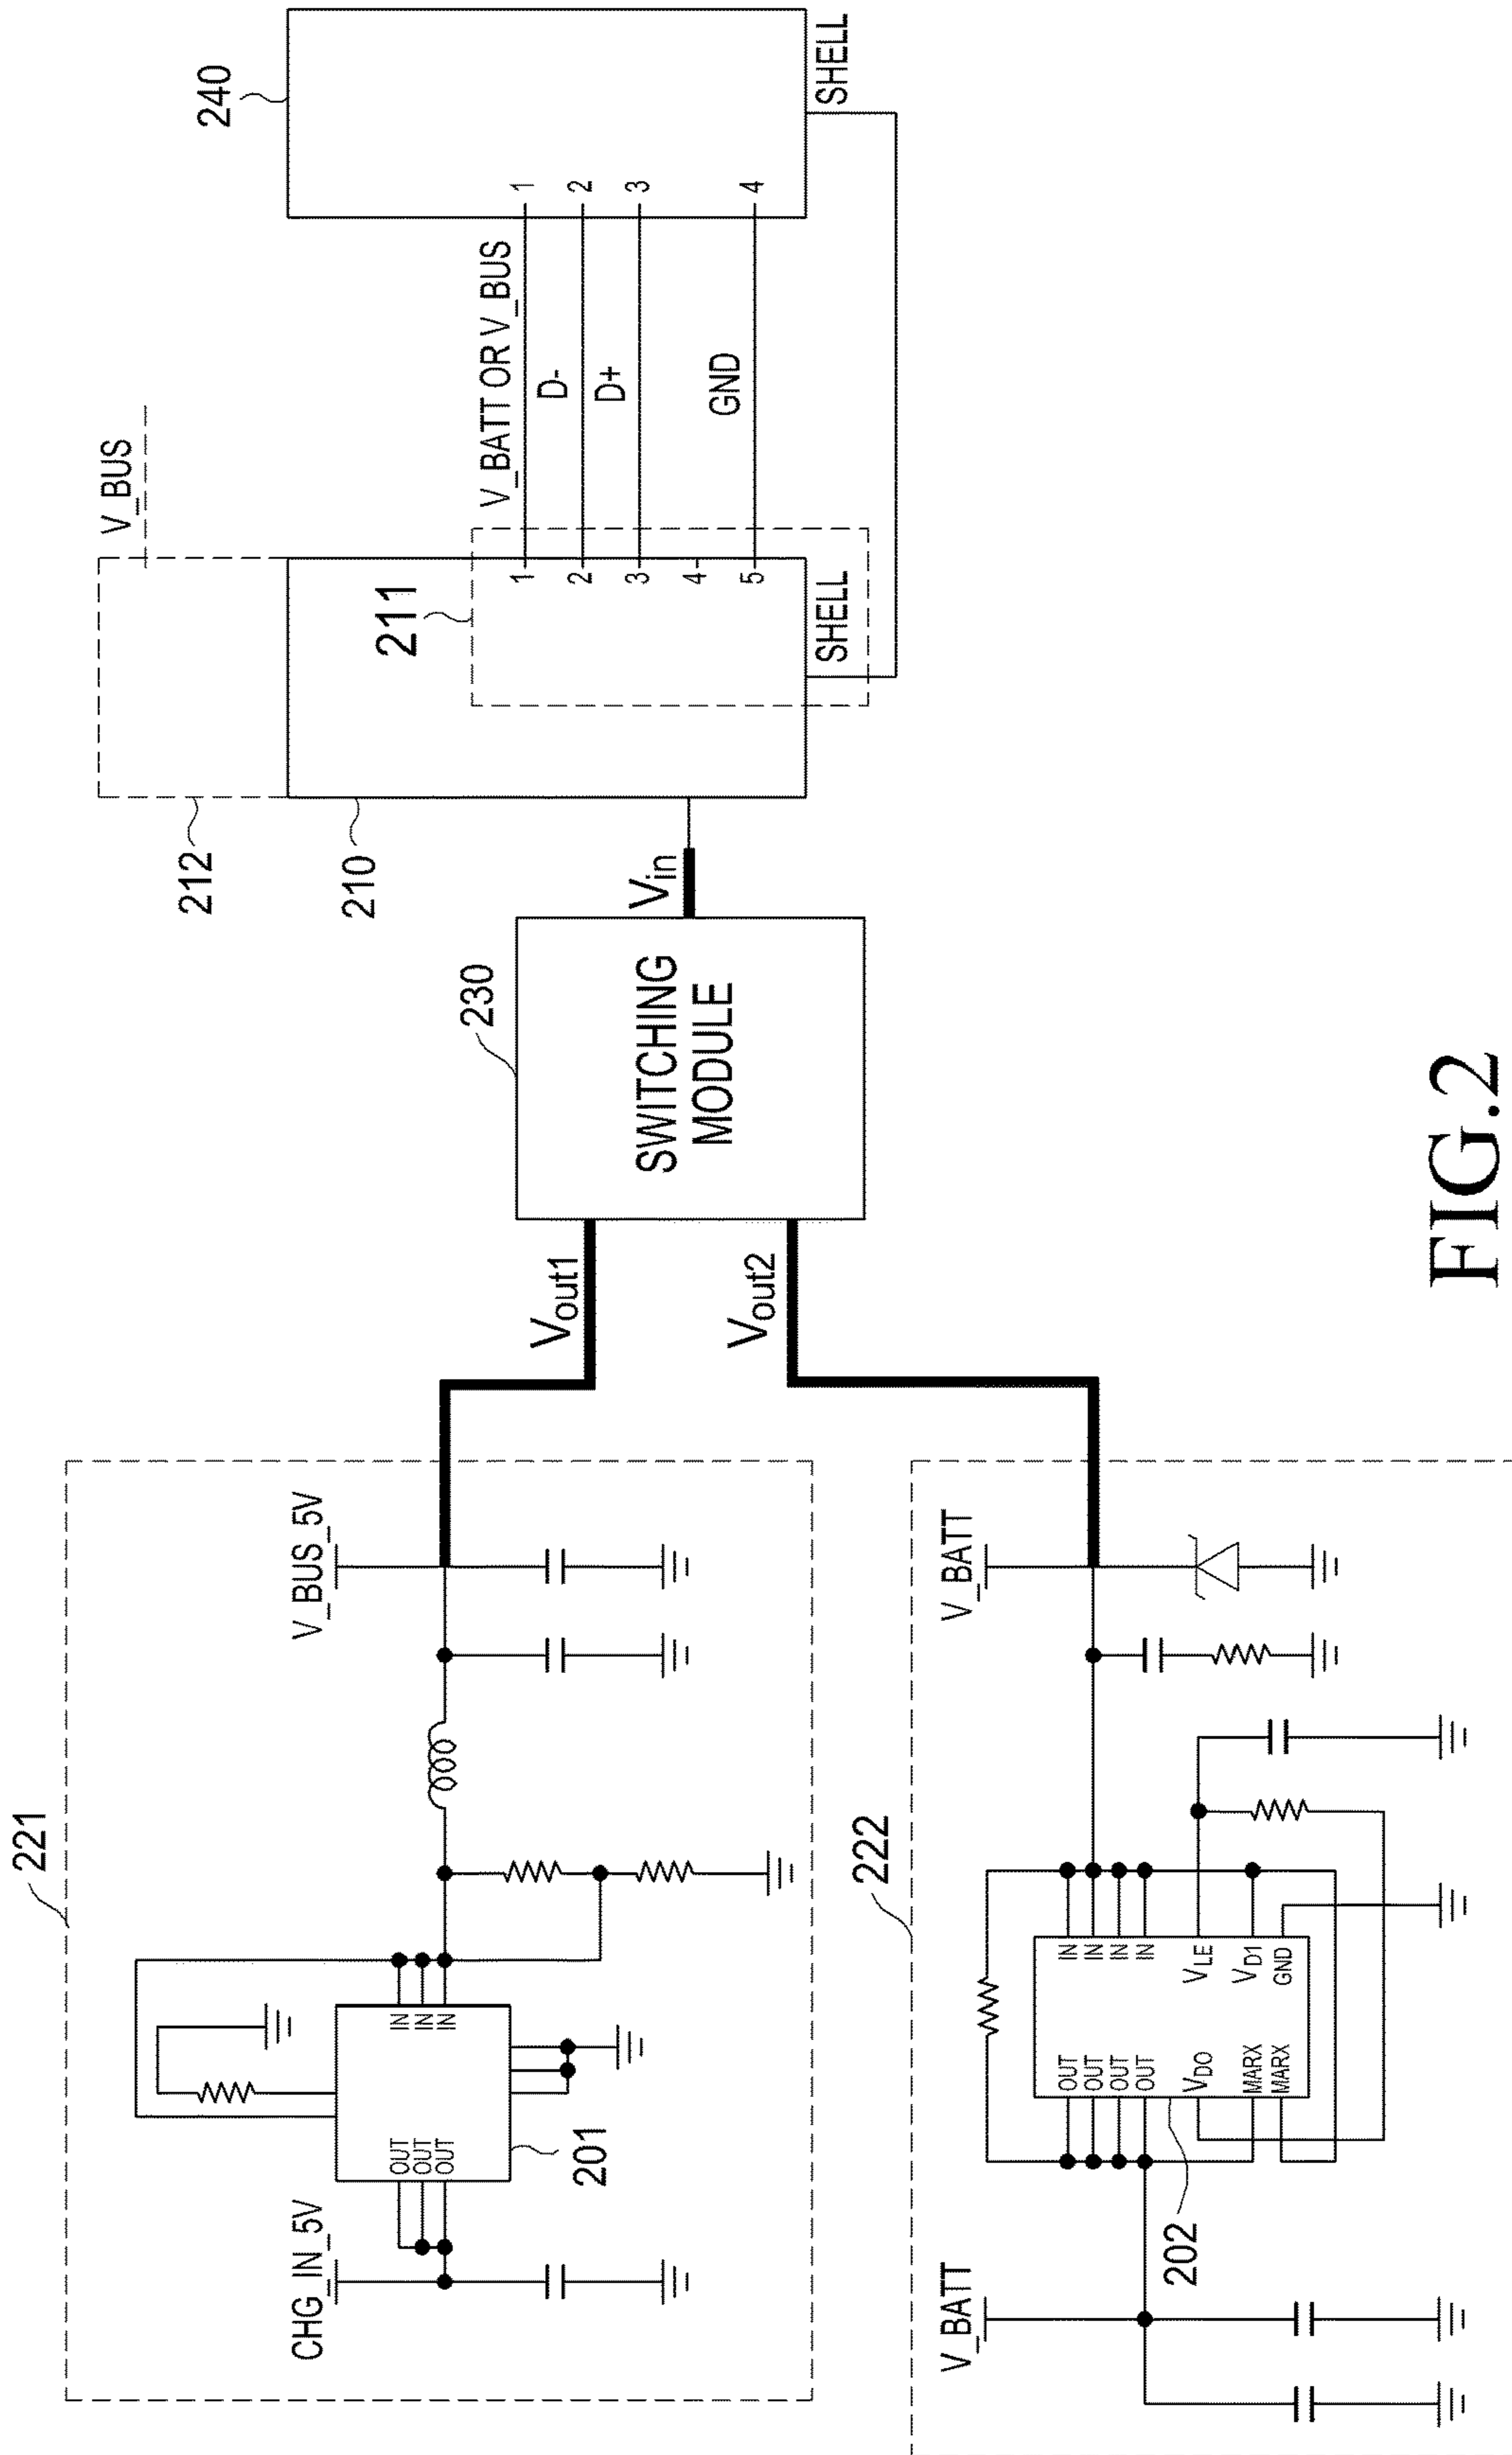 221
CHG_IN_5V
V_BUS_5V
OUT
OUT
OUT
IN
IN
IN
201
Vout1
222
V_BATT
V_BATT
OUT
OUT
OUT
OUT
VDO
MARX
MARX
IN
IN
IN
IN
VLE
VD1
GND
202
Vout2
230
SWITCHING
MODULE
Vin
212
210
V_BUS
211
1
2
3
4
5
SHELL
V_BATT OR V_BUS
D-
D+
GND
240
1
2
3
4
SHELL
FIG.2